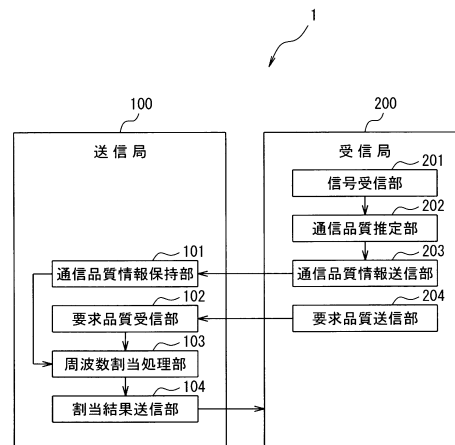 1
100
送信局
101
通信品質情報保持部
102
要求品質受信部
103
周波数割当処理部
104
割当結果送信部
200
受信局
201
信号受信部
202
通信品質推定部
203
通信品質情報送信部
204
要求品質送信部